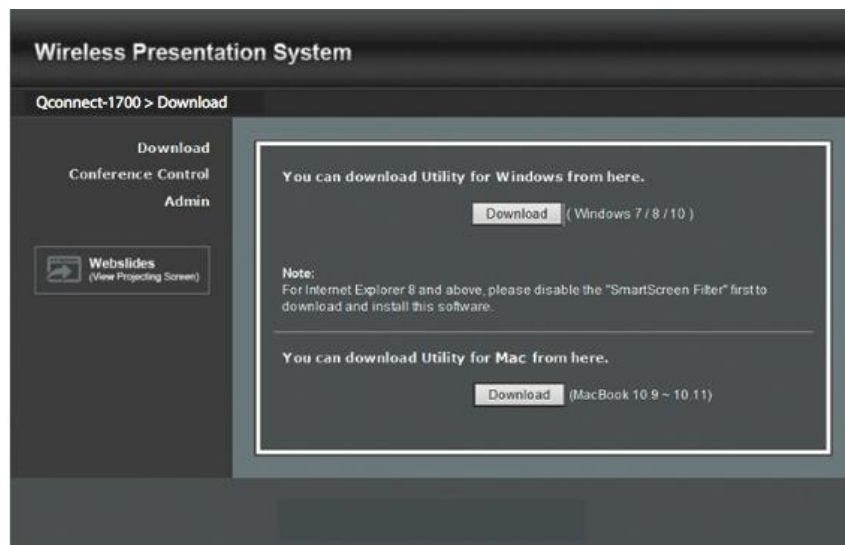 Wireless Presentation System
Qconnect-1700 > Download
Download
Conference Control
Admin
Webslides
(View Projecting Screen)
You can download Utility for Windows from here.
Download ( Windows 7 / 8 / 10 )
Note:
For Internet Explorer 8 and above, please disable the "SmartScreen Filter" first to
download and install this software.
You can download Utility for Mac from here.
Download (MacBook 10.9 ~ 10.11)